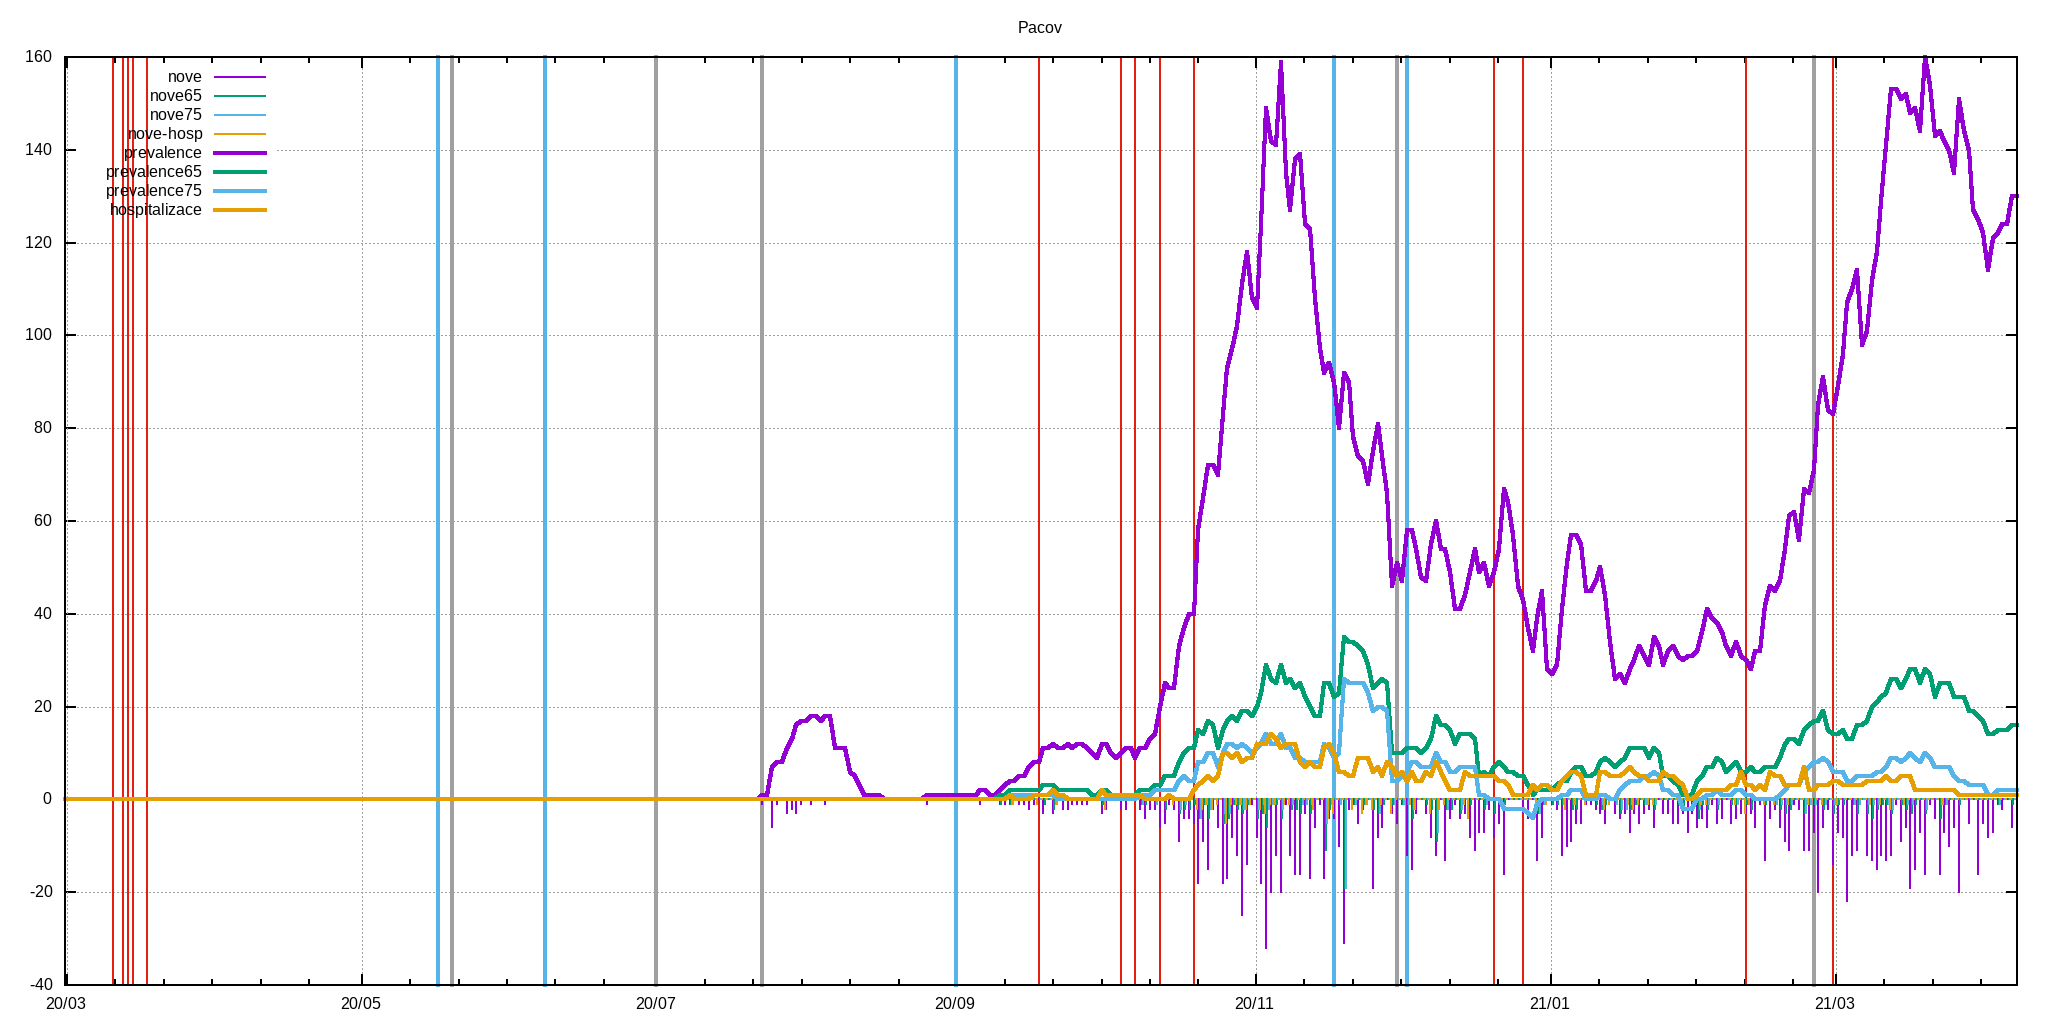 Pacov
160
140
120
100
80
60
40
20
0
-20
-40
nove
nove65
nove75
nove-hosp
prevalence
prevalence65
prevalence75
hospitalizace
20/03 20/05 20/07 20/09 20/11 21/01 21/03